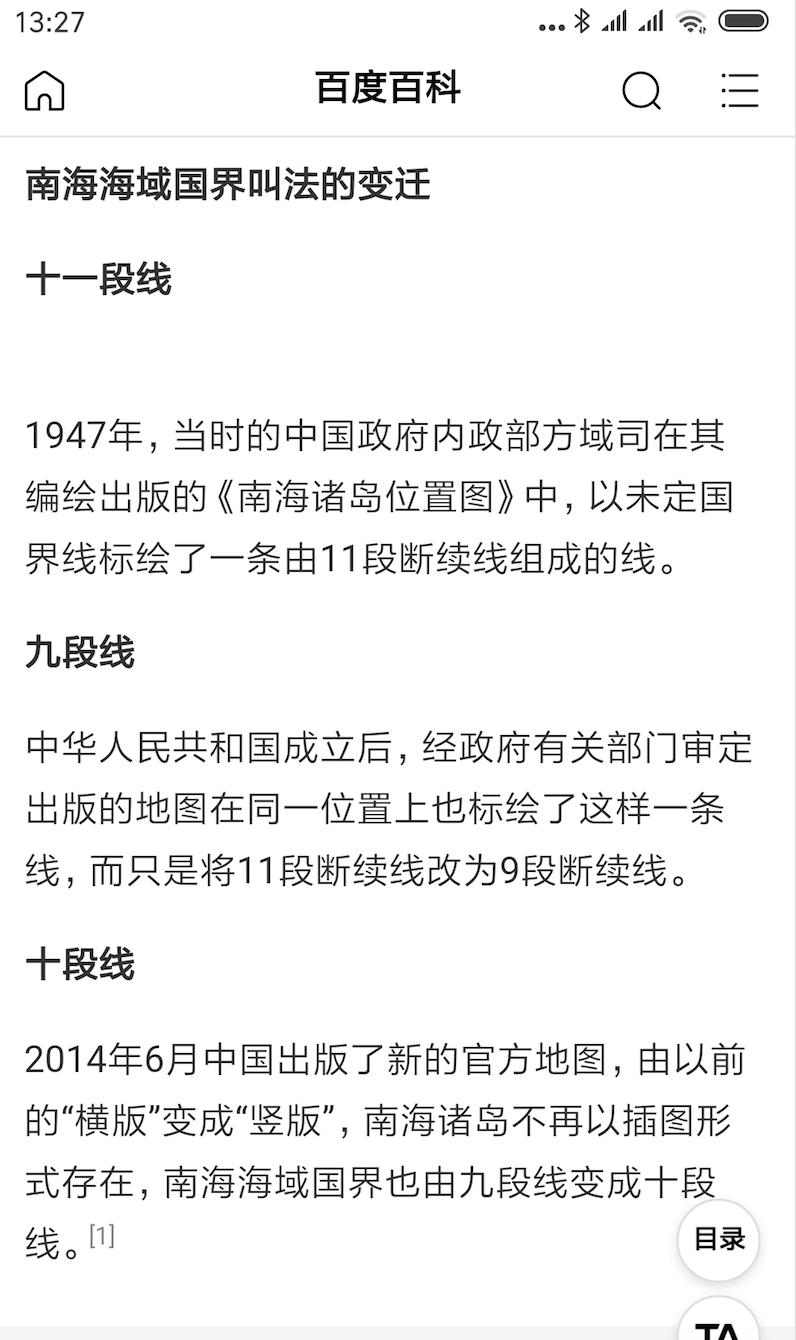 13:27
百度百科
南海海域国界叫法的变迁
十一段线
1947年，当时的中国政府内政部方域司在其
编绘出版的《南海诸岛位置图》中，以未定国
界线标绘了一条由11段断续线组成的线。
九段线
中华人民共和国成立后，经政府有关部门审定
出版的地图在同一位置上也标绘了这样一条
线，而只是将11段断续线改为9段断续线。
十段线
2014年6月中国出版了新的官方地图，由以前
的“横版”变成“竖版”，南海诸岛不再以插图形
式存在，南海海域国界也由九段线变成十段
线。[1]
目录
TA